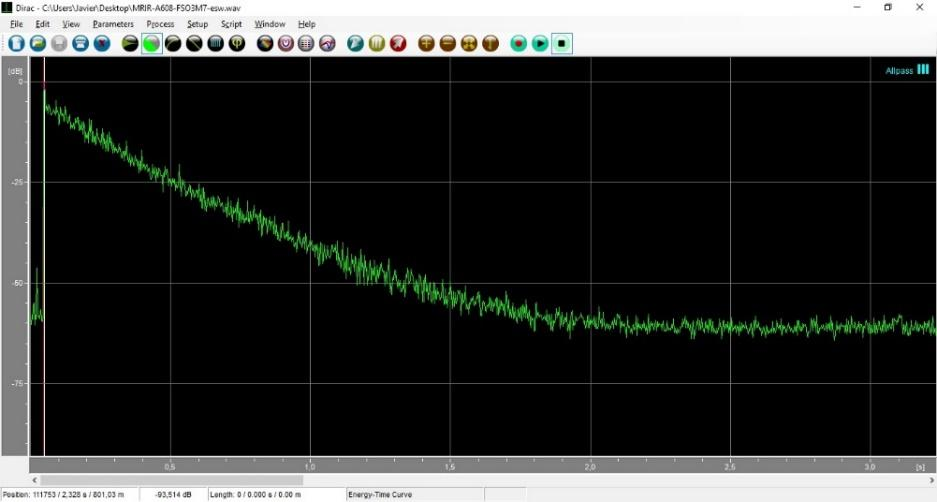 Dirac - C:\Users\Javier\Desktop\MRIR-A608-FSO3M7-esw.wav
File Edit View Parameters Process Setup Script Window Help
[dB]
Allpass
0
-25
-50
-75
0,5 1,0 1,5 2,0 2,5 3,0 [s]
Position: 111753 / 2,328 s / 801,03 m -93,514 dB Length: 0 / 0.000 s / 0.00 m Energy-Time Curve